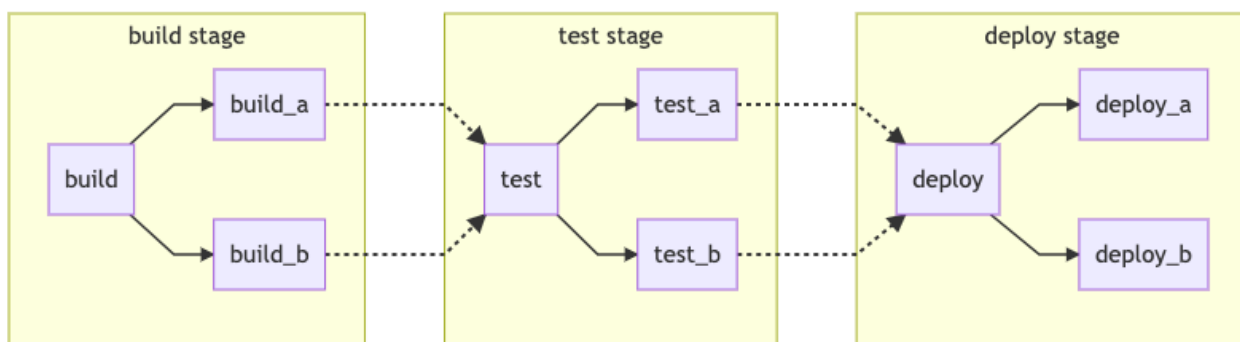 build stage
test stage
deploy stage
build
build_a
build_b
test
test_a
test_b
deploy
deploy_a
deploy_b